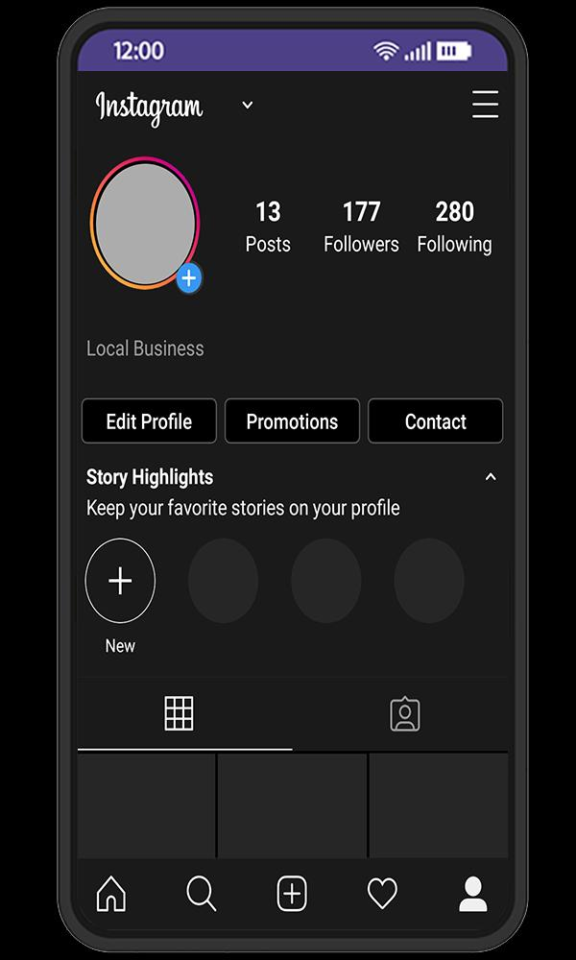 12:00
Instagram
13 177 280
Posts Followers Following
Local Business
Edit Profile Promotions Contact
Story Highlights
Keep your favorite stories on your profile
New